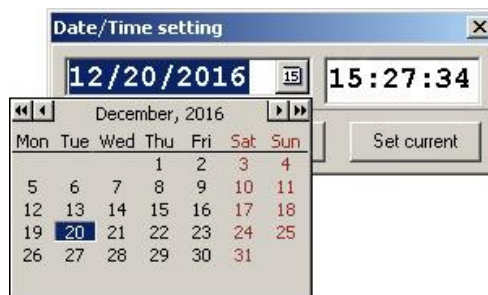 Date/Time setting
12/20/2016 15 15:27:34
December, 2016
Set current
Mon Tue Wed Thu Fri Sat Sun
1 2 3 4
5 6 7 8 9 10 11
12 13 14 15 16 17 18
19 20 21 22 23 24 25
26 27 28 29 30 31